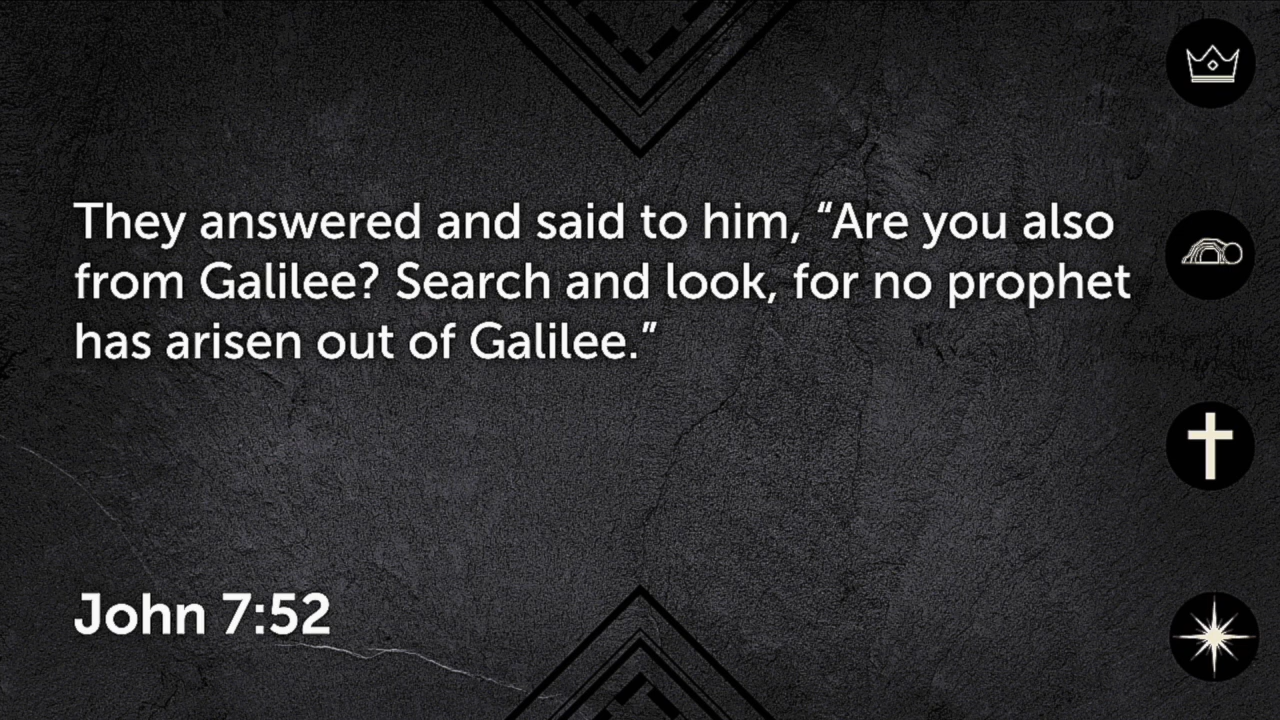 They answered and said to him, “Are you also
from Galilee? Search and look, for no prophet
has arisen out of Galilee.”
John 7:52